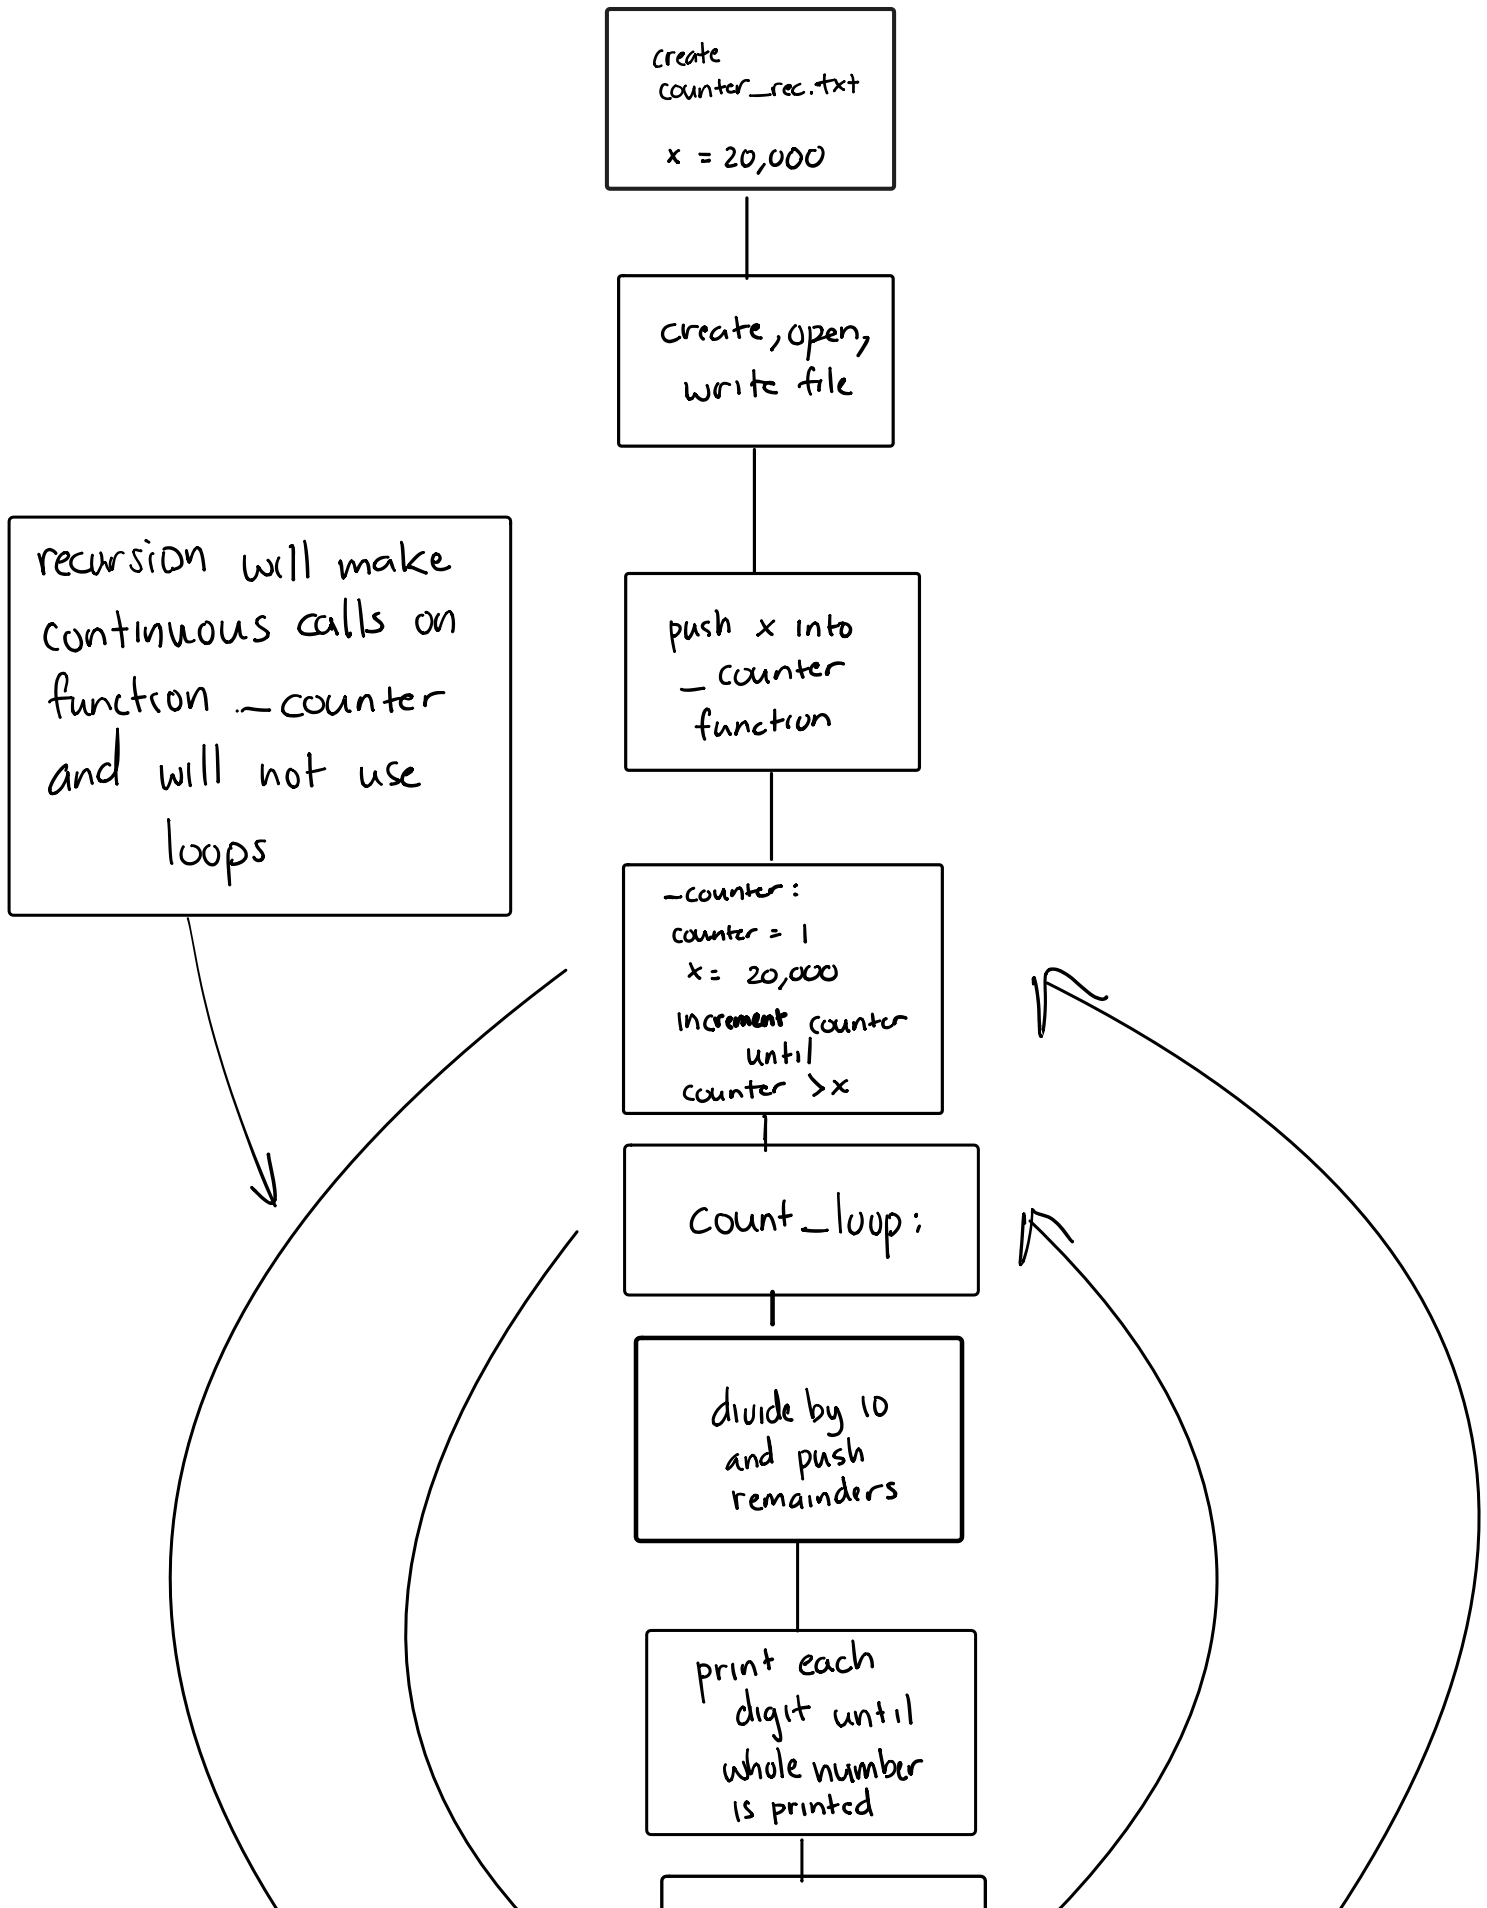 create
counter_rec.txt
x = 20,000
create, open,
write file
recursion will make
continuous calls on
function _counter
and will not use
loops
push x into
_counter
function
_counter:
counter = 1
x = 20,000
increment counter
until
counter > x
count_loop:
divide by 10
and push
remainders
print each
digit until
whole number
is printed